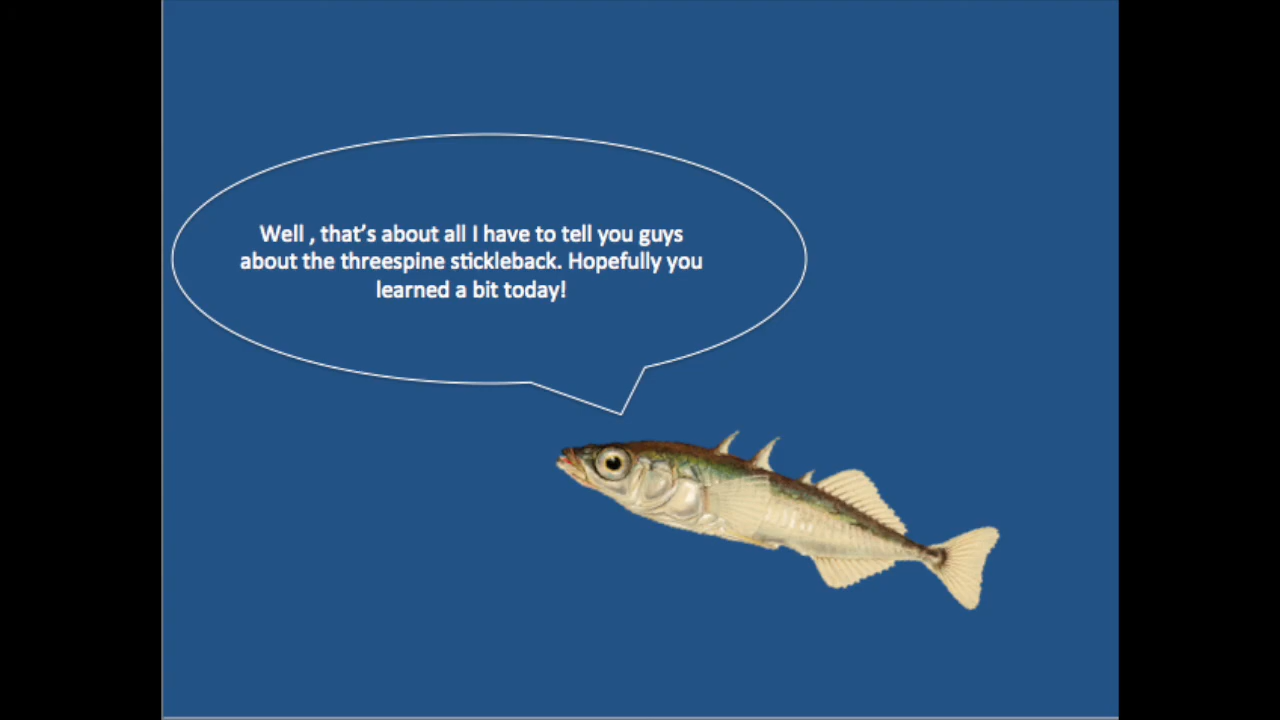 Well , that's about all I have to tell you guys
about the threespine stickleback. Hopefully you
learned a bit today!